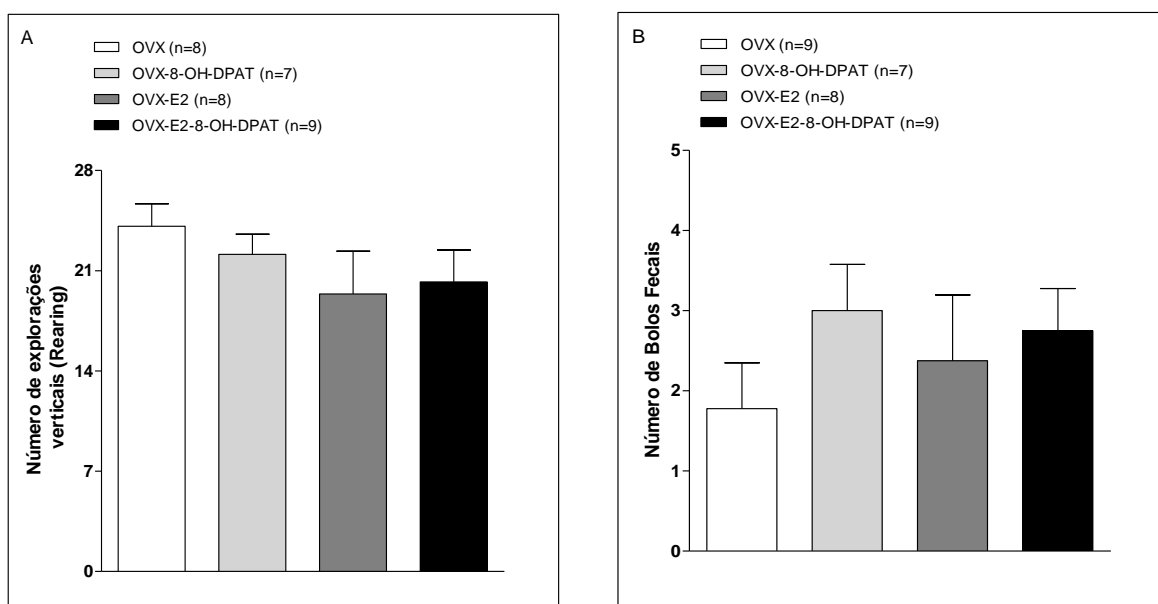 A
OVX (n=8)
OVX-8-OH-DPAT (n=7)
OVX-E2 (n=8)
OVX-E2-8-OH-DPAT (n=9)
28
21
14
7
0
Número de explorações
verticais (Rearing)
B
OVX (n=9)
OVX-8-OH-DPAT (n=7)
OVX-E2 (n=8)
OVX-E2-8-OH-DPAT (n=9)
5
4
3
2
1
0
Número de Bolos Fecais